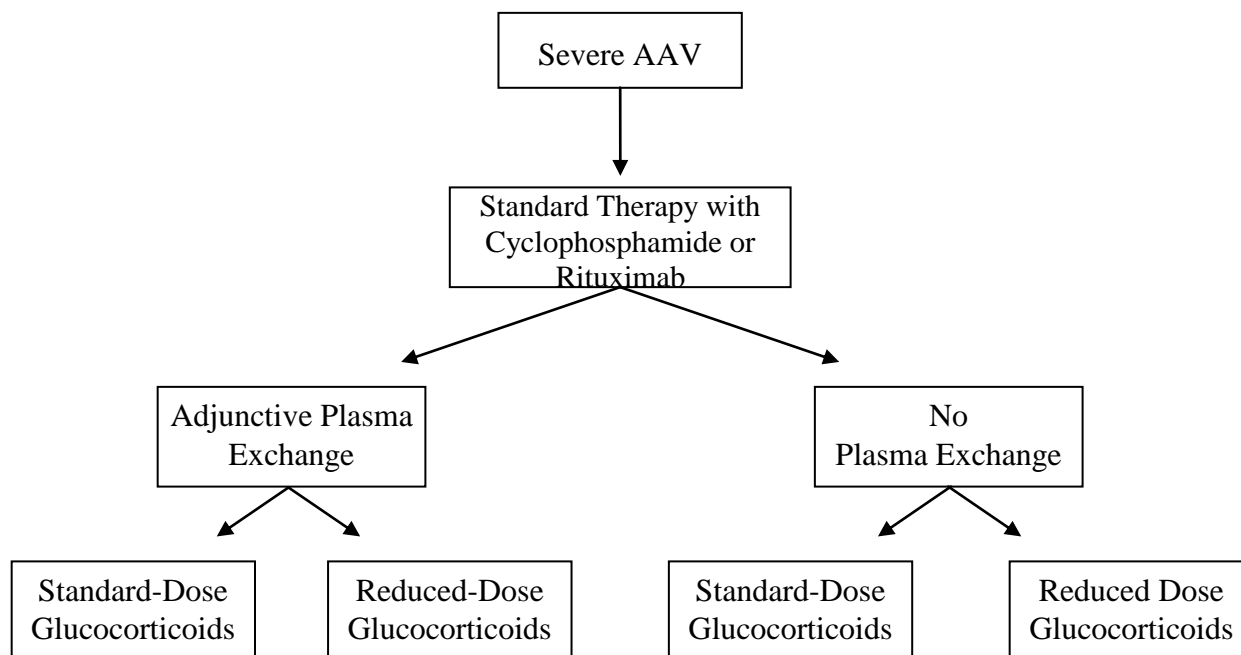 Severe AAV
Standard Therapy with
Cyclophosphamide or
Rituximab
Adjunctive Plasma
Exchange
No
Plasma Exchange
Standard-Dose
Glucocorticoids
Reduced-Dose
Glucocorticoids
Standard-Dose
Glucocorticoids
Reduced Dose
Glucocorticoids